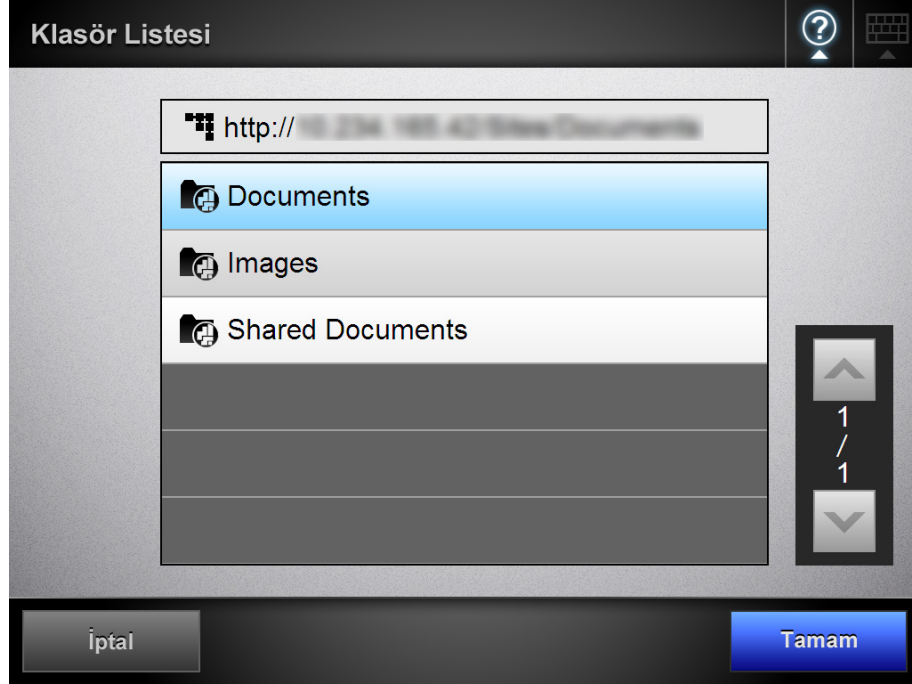 Klasör Listesi
http://
Documents
Images
Shared Documents
1
/
1
İptal
Tamam